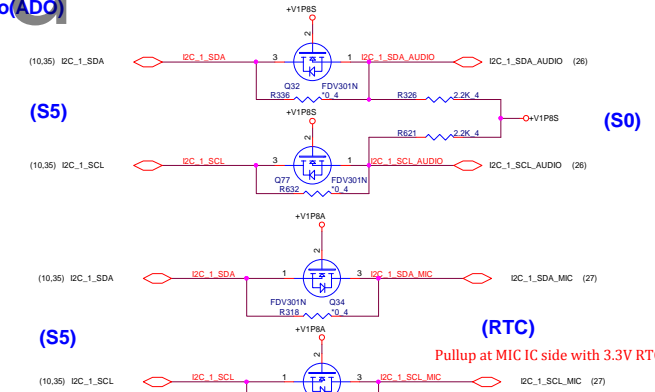 o(ADO)
+V1P8S
2
(10,35) I2C_1_SDA
I2C_1_SDA
3
1
I2C_1_SDA_AUDIO
I2C_1_SDA_AUDIO (26)
Q32
FDV301N
R336
*0_4
R326
2.2K_4
(S5)
+V1P8S
+V1P8S
(S0)
2
R621
2.2K_4
(10,35) I2C_1_SCL
I2C_1_SCL
3
1
I2C_1_SCL_AUDIO
I2C_1_SCL_AUDIO (26)
Q77
FDV301N
R632
*0_4
+V1P8A
2
(10,35) I2C_1_SDA
I2C_1_SDA
1
3
I2C_1_SDA_MIC
I2C_1_SDA_MIC (27)
FDV301N
Q34
R318
*0_4
(S5)
+V1P8A
(RTC)
2
Pullup at MIC IC side with 3.3V RT
(10,35) I2C_1_SCL
I2C_1_SCL
1
3
I2C_1_SCL_MIC
I2C_1_SCL_MIC (27)